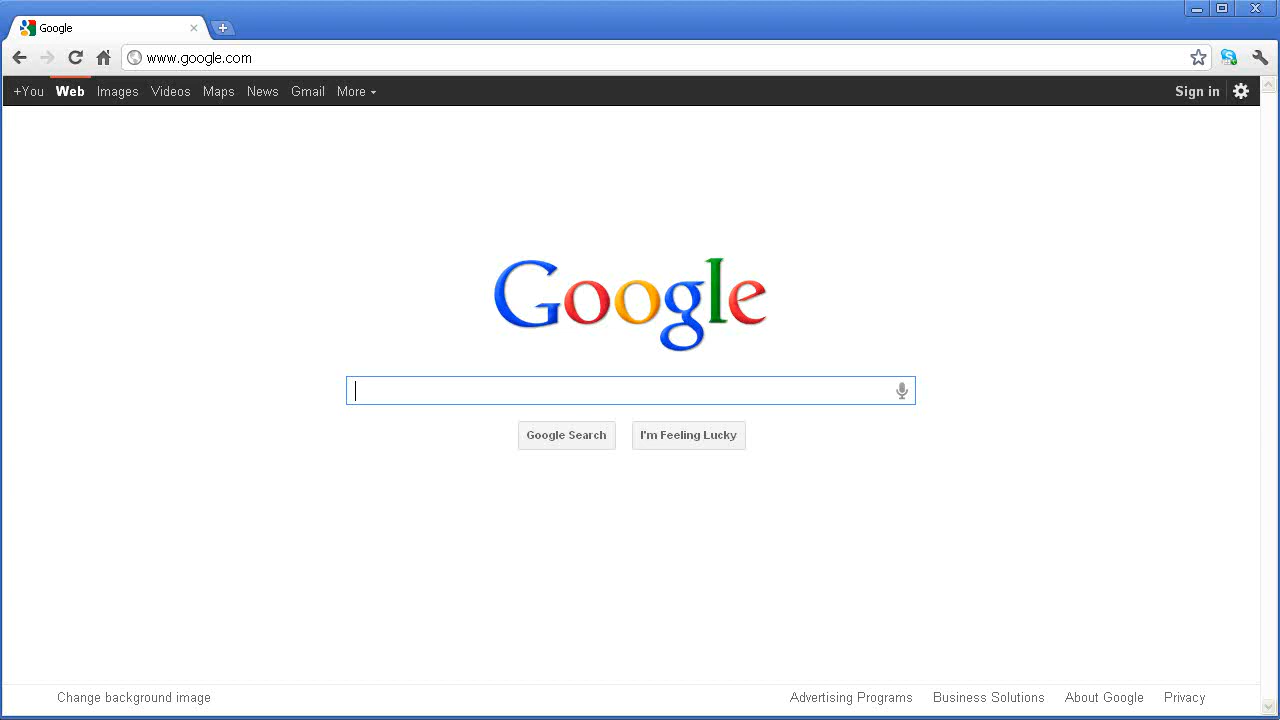 Google
www.google.com
+You Web Images Videos Maps News Gmail More Sign in
Google
Google Search I'm Feeling Lucky
Change background image Advertising Programs Business Solutions About Google Privacy